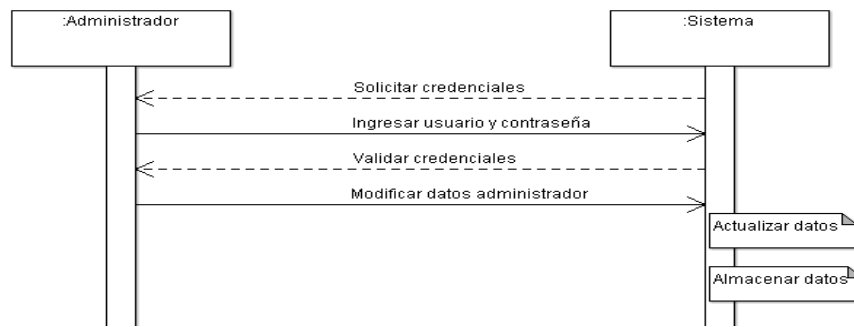 :Administrador
:Sistema
Solicitar credenciales
Ingresar usuario y contraseña
Validar credenciales
Modificar datos administrador
Actualizar datos
Almacenar datos